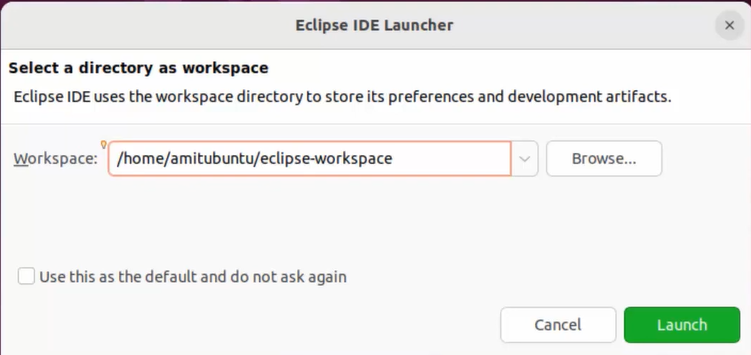 Eclipse IDE Launcher
Select a directory as workspace
Eclipse IDE uses the workspace directory to store its preferences and development artifacts.
Workspace: /home/amitubuntu/eclipse-workspace Browse...
Use this as the default and do not ask again
Cancel Launch